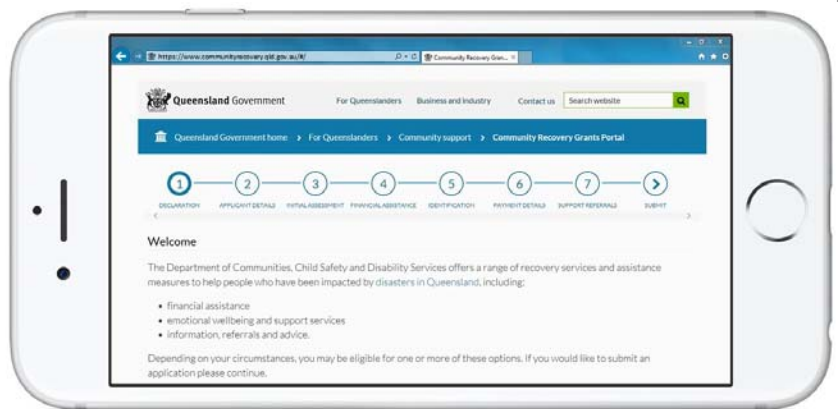 https://www.communityrecovery.qld.gov.au/#/
Community Recovery Gran...
Queensland Government
For Queenslanders Business and Industry Contact us Search website
Queensland Government home > For Queenslanders > Community support > Community Recovery Grants Portal
1 2 3 4 5 6 7
DECLARATION APPLICANT DETAILS INITIAL ASSESSMENT FINANCIAL ASSISTANCE IDENTIFICATION PAYMENT DETAILS SUPPORT REFERRALS SUBMIT
Welcome
The Department of Communities, Child Safety and Disability Services offers a range of recovery services and assistance
measures to help people who have been impacted by disasters in Queensland, including:
• financial assistance
• emotional wellbeing and support services
• information, referrals and advice.
Depending on your circumstances, you may be eligible for one or more of these options. If you would like to submit an
application please continue.